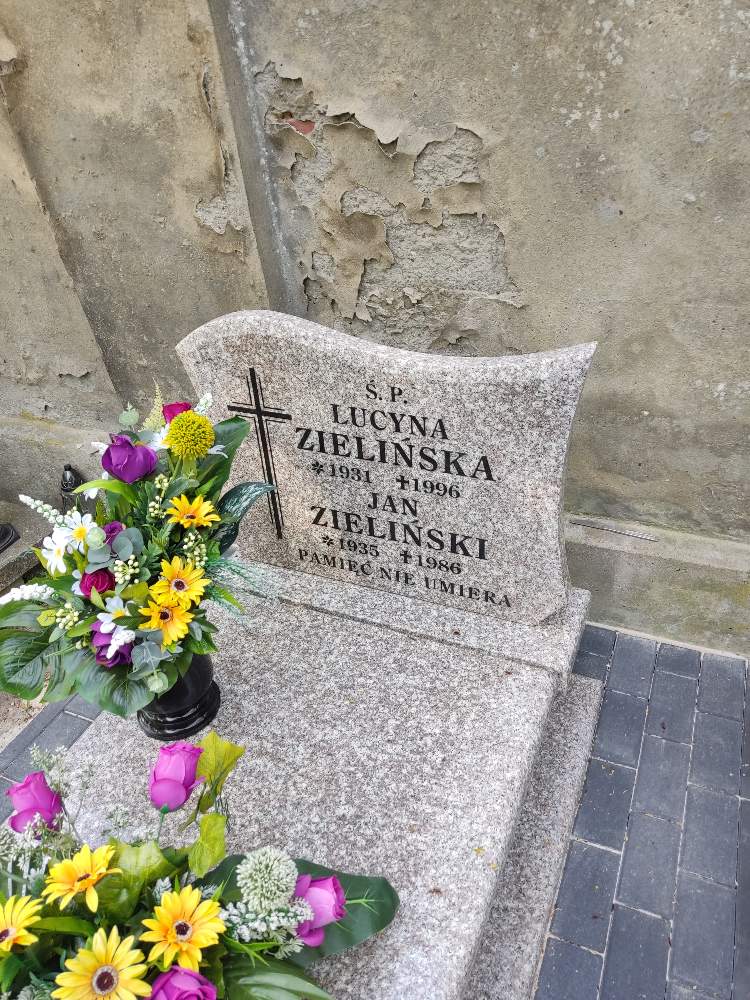 Ś. P.
LUCYNA
ZIELIŃSKA
*1931 ✝1996
JAN
ZIELIŃSKI
*1935 ✝1986
PAMIĘĆ NIE UMIERA